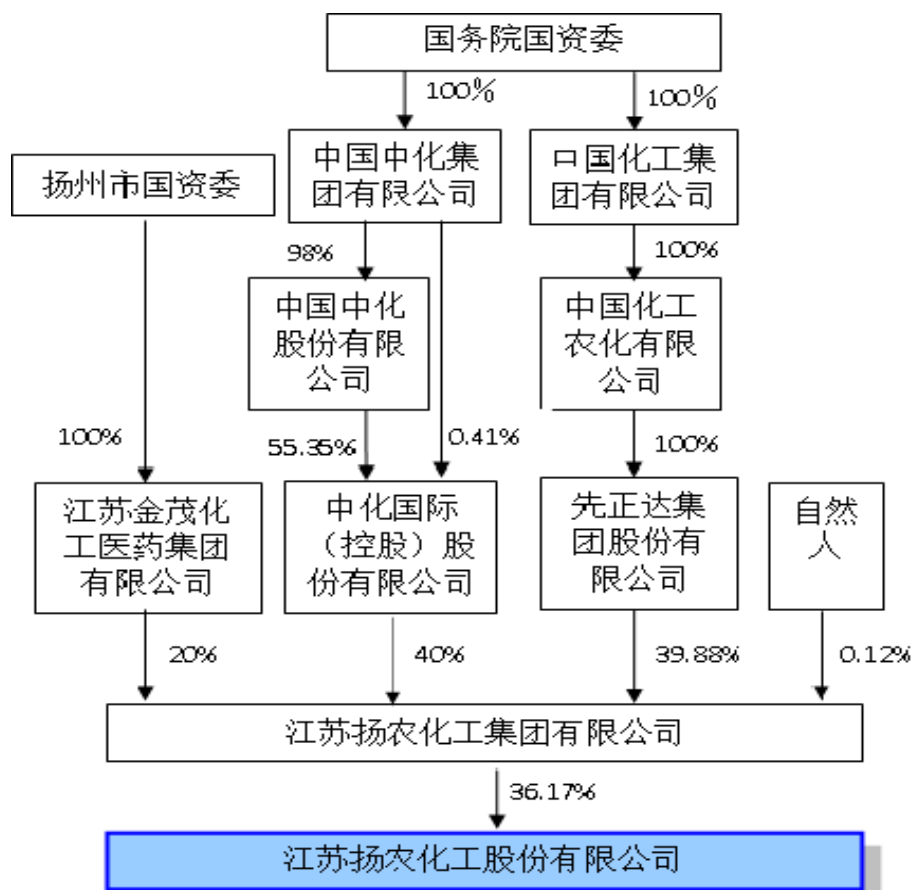 国务院国资委
100%
100%
扬州市国资委
中国中化集
团有限公司
口国化工集
团有限公司
98%
100%
中国中化
股份有限
公司
中国化工
农化有限
公司
100%
55.35%
0.41%
100%
江苏金茂化
工医药集团
有限公司
中化国际
（控股）股
份有限公司
先正达集
团股份有
限公司
自然
人
20%
40%
39.88%
0.12%
江苏扬农化工集团有限公司
36.17%
江苏扬农化工股份有限公司